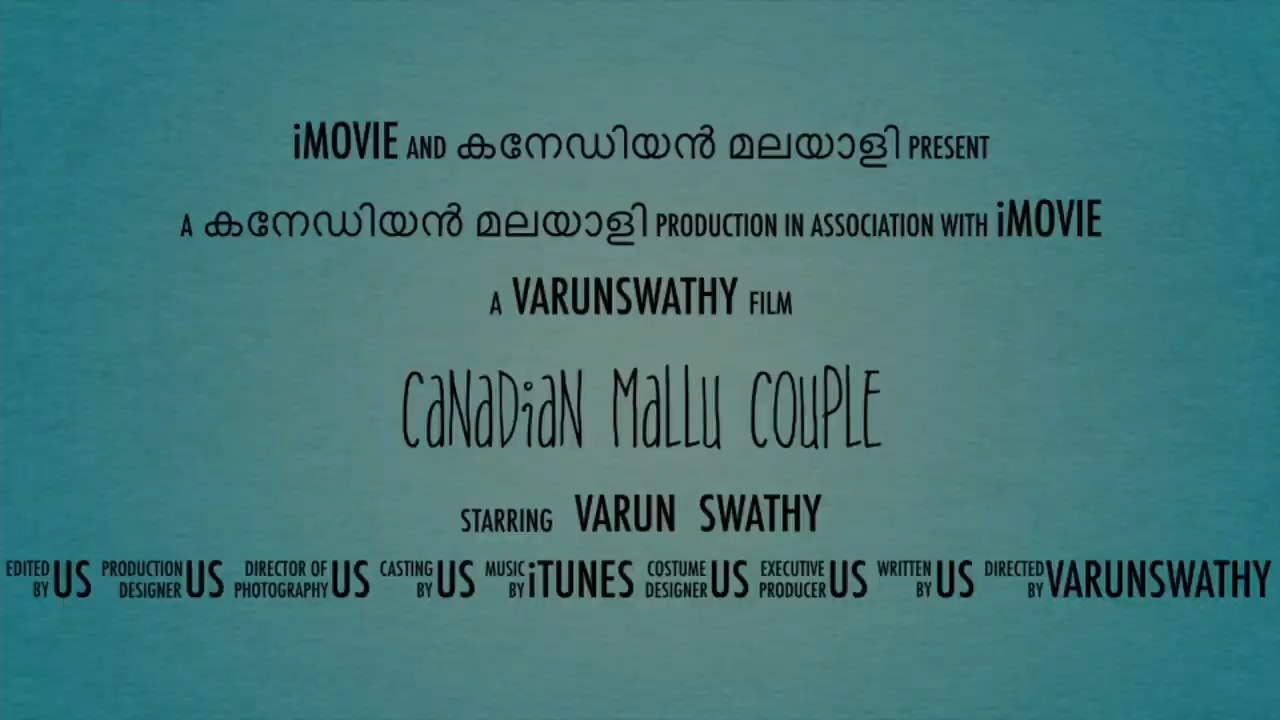 iMOVIE AND കനേഡിയൻ മലയാളി PRESENT
A കനേഡിയൻ മലയാളി PRODUCTION IN ASSOCIATION WITH iMOVIE
A VARUNSWATHY FILM
CaNaDiaN MaLLU COUPLE
STARRING VARUN SWATHY
EDITED BY US PRODUCTION DESIGNER US DIRECTOR OF PHOTOGRAPHY US CASTING BY US MUSIC BY iTUNES COSTUME DESIGNER US EXECUTIVE PRODUCER US WRITTEN BY US DIRECTED BY VARUNSWATHY